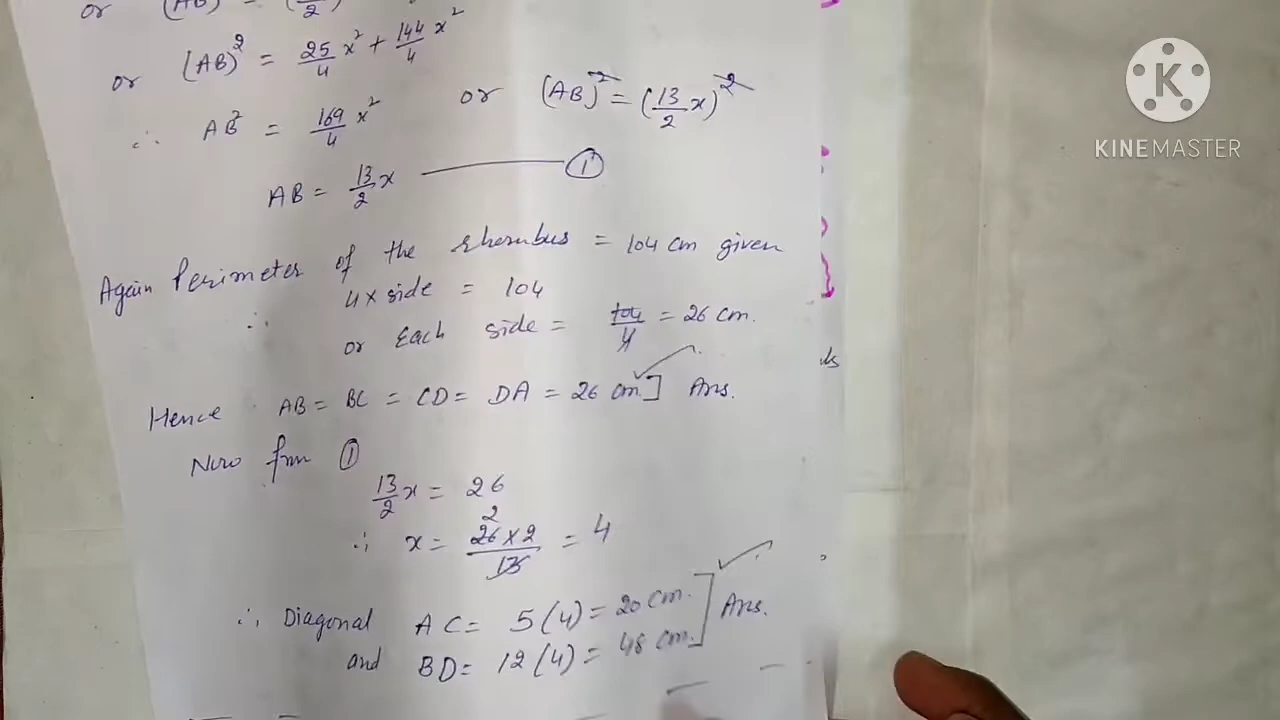 or (AB) = (
or (AB)² = 25/4 x² + 144/4 x²
∴ AB² = 169/4 x² or (AB)² = (13/2 x)²
AB = 13/2 x ——— ①
Again Perimeter of the rhombus = 104 cm given
∴ 4 × side = 104
or Each side = 104/4 = 26 cm.
Hence AB = BC = CD = DA = 26 cm.] Ans.
Now from ①
13/2 x = 26
∴ x = 26 × 2/13 = 4
2
∴ Diagonal AC = 5(4) = 20 cm.
and BD = 12(4) = 48 cm.] Ans.
K
KINEMASTER